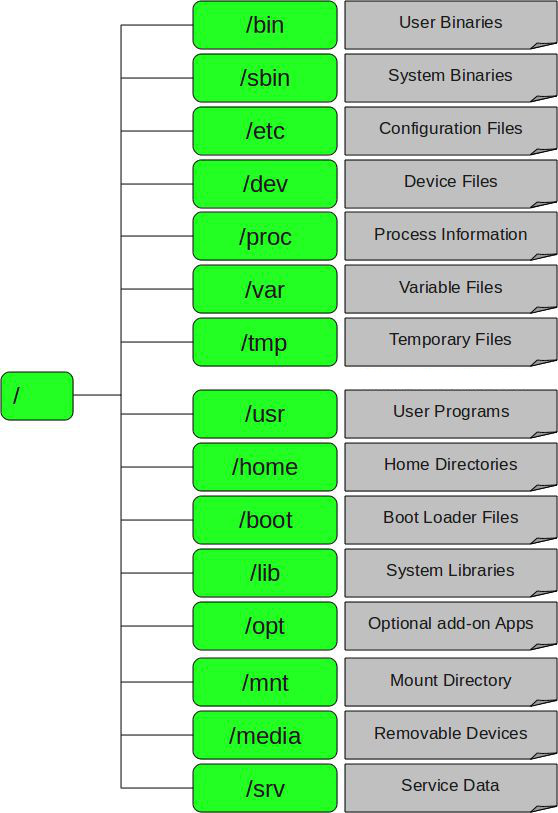 /bin User Binaries
/sbin System Binaries
/etc Configuration Files
/dev Device Files
/proc Process Information
/var Variable Files
/tmp Temporary Files
/
/usr User Programs
/home Home Directories
/boot Boot Loader Files
/lib System Libraries
/opt Optional add-on Apps
/mnt Mount Directory
/media Removable Devices
/srv Service Data